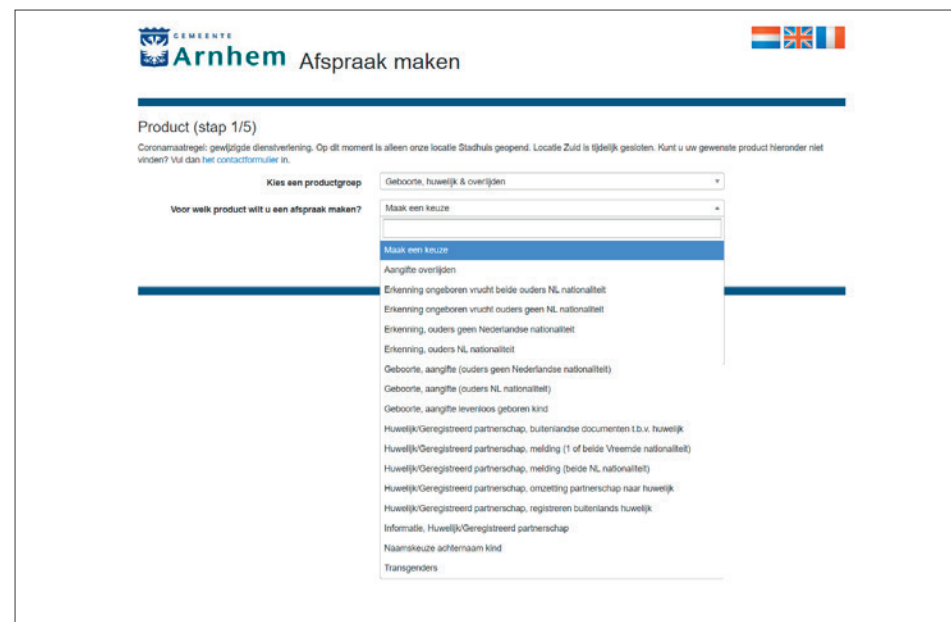 GEMEENTE
Arnhem Afspraak maken
Product (stap 1/5)
Coronamaatregel: gewijzigde dienstverlening. Op dit moment is alleen onze locatie Stadhuis geopend. Locatie Zuid is tijdelijk gesloten. Kunt u uw gewenste product hieronder niet
vinden? Vul dan het contactformulier in.
Kies een productgroep Geboorte, huwelijk & overlijden
Voor welk product wilt u een afspraak maken? Maak een keuze
Maak een keuze
Aangifte overlijden
Erkenning ongeboren vrucht beide ouders NL nationaliteit
Erkenning ongeboren vrucht ouders geen NL nationaliteit
Erkenning, ouders geen Nederlandse nationaliteit
Erkenning, ouders NL nationaliteit
Geboorte, aangifte (ouders geen Nederlandse nationaliteit)
Geboorte, aangifte (ouders NL nationaliteit)
Geboorte, aangifte levenloos geboren kind
Huwelijk/Geregistreerd partnerschap, buitenlandse documenten t.b.v. huwelijk
Huwelijk/Geregistreerd partnerschap, melding (1 of beide Vreemde nationaliteit)
Huwelijk/Geregistreerd partnerschap, melding (beide NL nationaliteit)
Huwelijk/Geregistreerd partnerschap, omzetting partnerschap naar huwelijk
Huwelijk/Geregistreerd partnerschap, registreren buitenlands huwelijk
Informatie, Huwelijk/Geregistreerd partnerschap
Naamskeuze achternaam kind
Transgenders